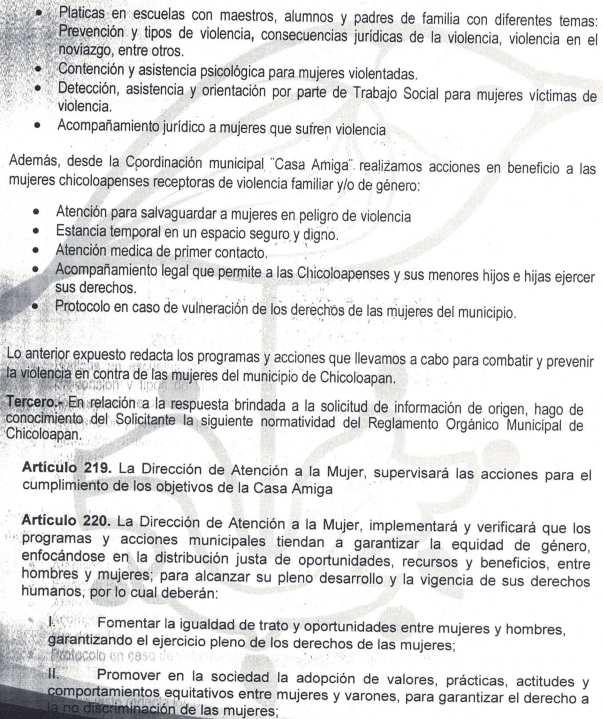 • Platicas en escuelas con maestros, alumnos y padres de familia con diferentes temas:
Prevención y tipos de violencia, consecuencias jurídicas de la violencia, violencia en el
noviazgo, entre otros.
• Contención y asistencia psicológica para mujeres violentadas.
• Detección, asistencia y orientación por parte de Trabajo Social para mujeres víctimas de
violencia.
• Acompañamiento jurídico a mujeres que sufren violencia
Además, desde la Coordinación municipal ¨Casa Amiga¨ realizamos acciones en beneficio a las
mujeres chicoloapenses receptoras de violencia familiar y/o de género:
• Atención para salvaguardar a mujeres en peligro de violencia
• Estancia temporal en un espacio seguro y digno.
• Atención medica de primer contacto.
• Acompañamiento legal que permite a las Chicoloapenses y sus menores hijos e hijas ejercer
sus derechos.
• Protocolo en caso de vulneración de los derechos de las mujeres del municipio.
Lo anterior expuesto redacta los programas y acciones que llevamos a cabo para combatir y prevenir
la violencia en contra de las mujeres del municipio de Chicoloapan.
Tercero.- En relación a la respuesta brindada a la solicitud de información de origen, hago de
conocimiento del Solicitante la siguiente normatividad del Reglamento Orgánico Municipal de
Chicoloapan.
Artículo 219. La Dirección de Atención a la Mujer, supervisará las acciones para el
cumplimiento de los objetivos de la Casa Amiga
Artículo 220. La Dirección de Atención a la Mujer, implementará y verificará que los
programas y acciones municipales tiendan a garantizar la equidad de género,
enfocándose en la distribución justa de oportunidades, recursos y beneficios, entre
hombres y mujeres; para alcanzar su pleno desarrollo y la vigencia de sus derechos
humanos, por lo cual deberán:
I. Fomentar la igualdad de trato y oportunidades entre mujeres y hombres,
garantizando el ejercicio pleno de los derechos de las mujeres;
Protocolo en caso
II. Promover en la sociedad la adopción de valores, prácticas, actitudes y
comportamientos equitativos entre mujeres y varones, para garantizar el derecho a
la no discriminación de las mujeres;